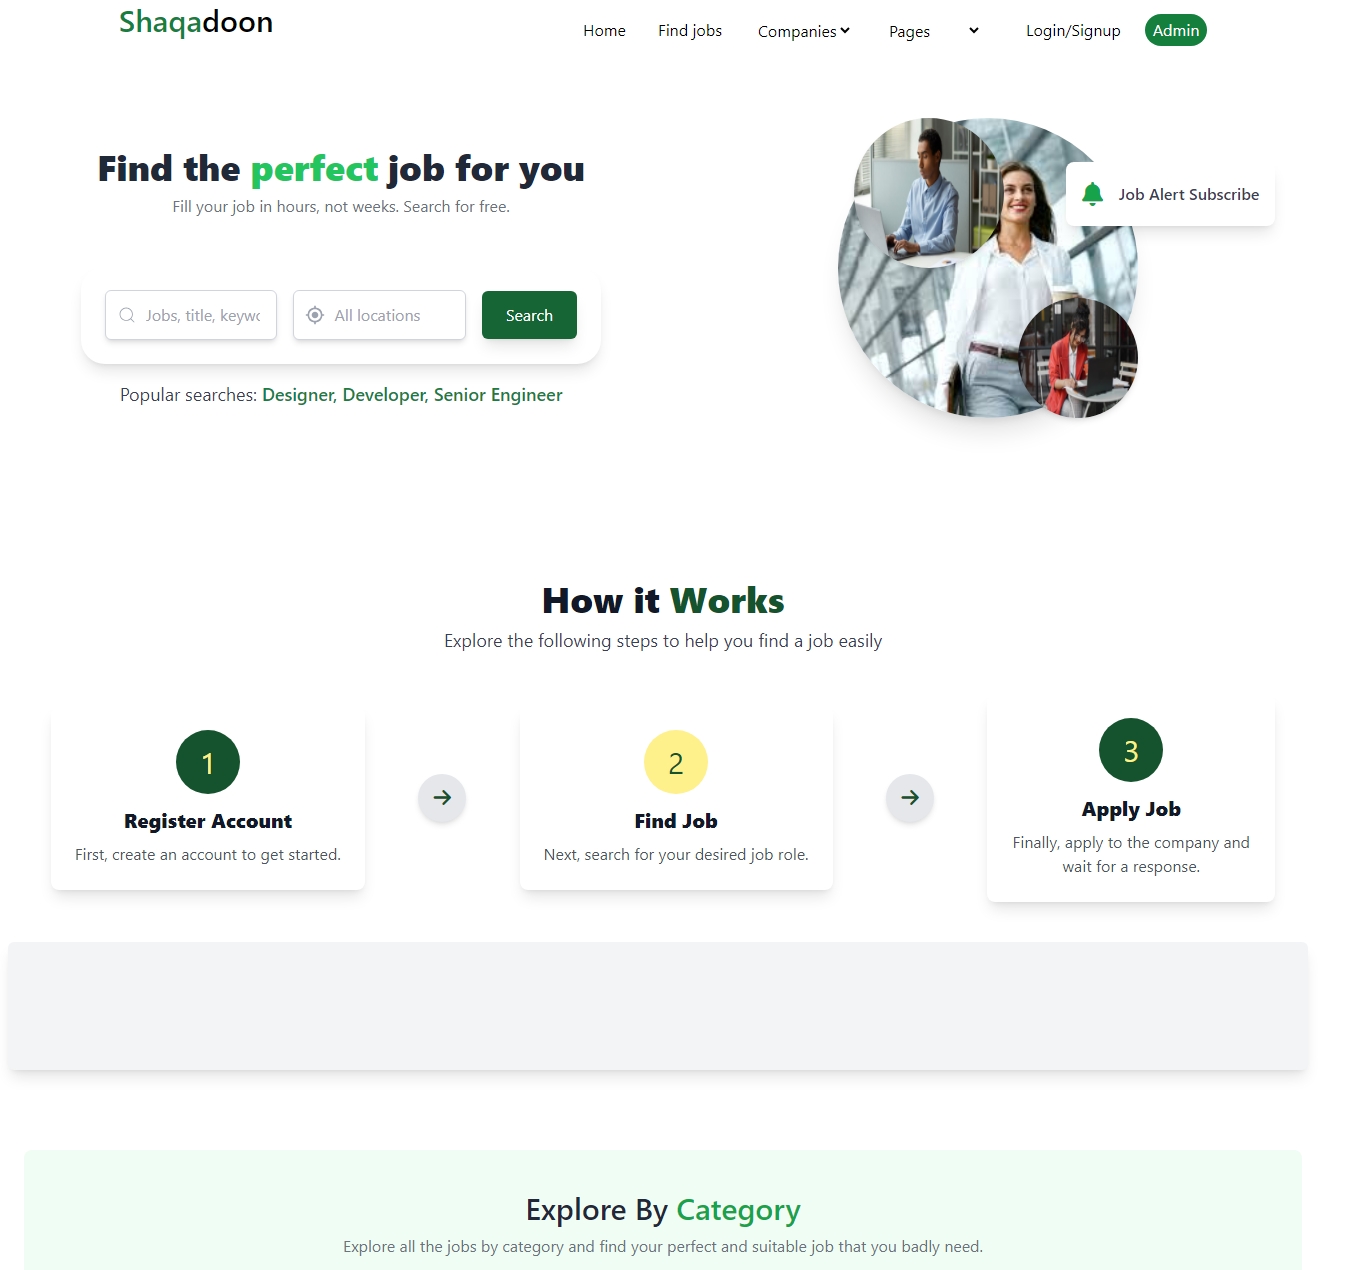 Shaqadoon
Home Find jobs Companies Pages Login/Signup Admin
Find the perfect job for you
Fill your job in hours, not weeks. Search for free.
Job Alert Subscribe
Jobs, title, keywo All locations Search
Popular searches: Designer, Developer, Senior Engineer
How it Works
Explore the following steps to help you find a job easily
1
Register Account
First, create an account to get started.
2
Find Job
Next, search for your desired job role.
3
Apply Job
Finally, apply to the company and
wait for a response.
Explore By Category
Explore all the jobs by category and find your perfect and suitable job that you badly need.